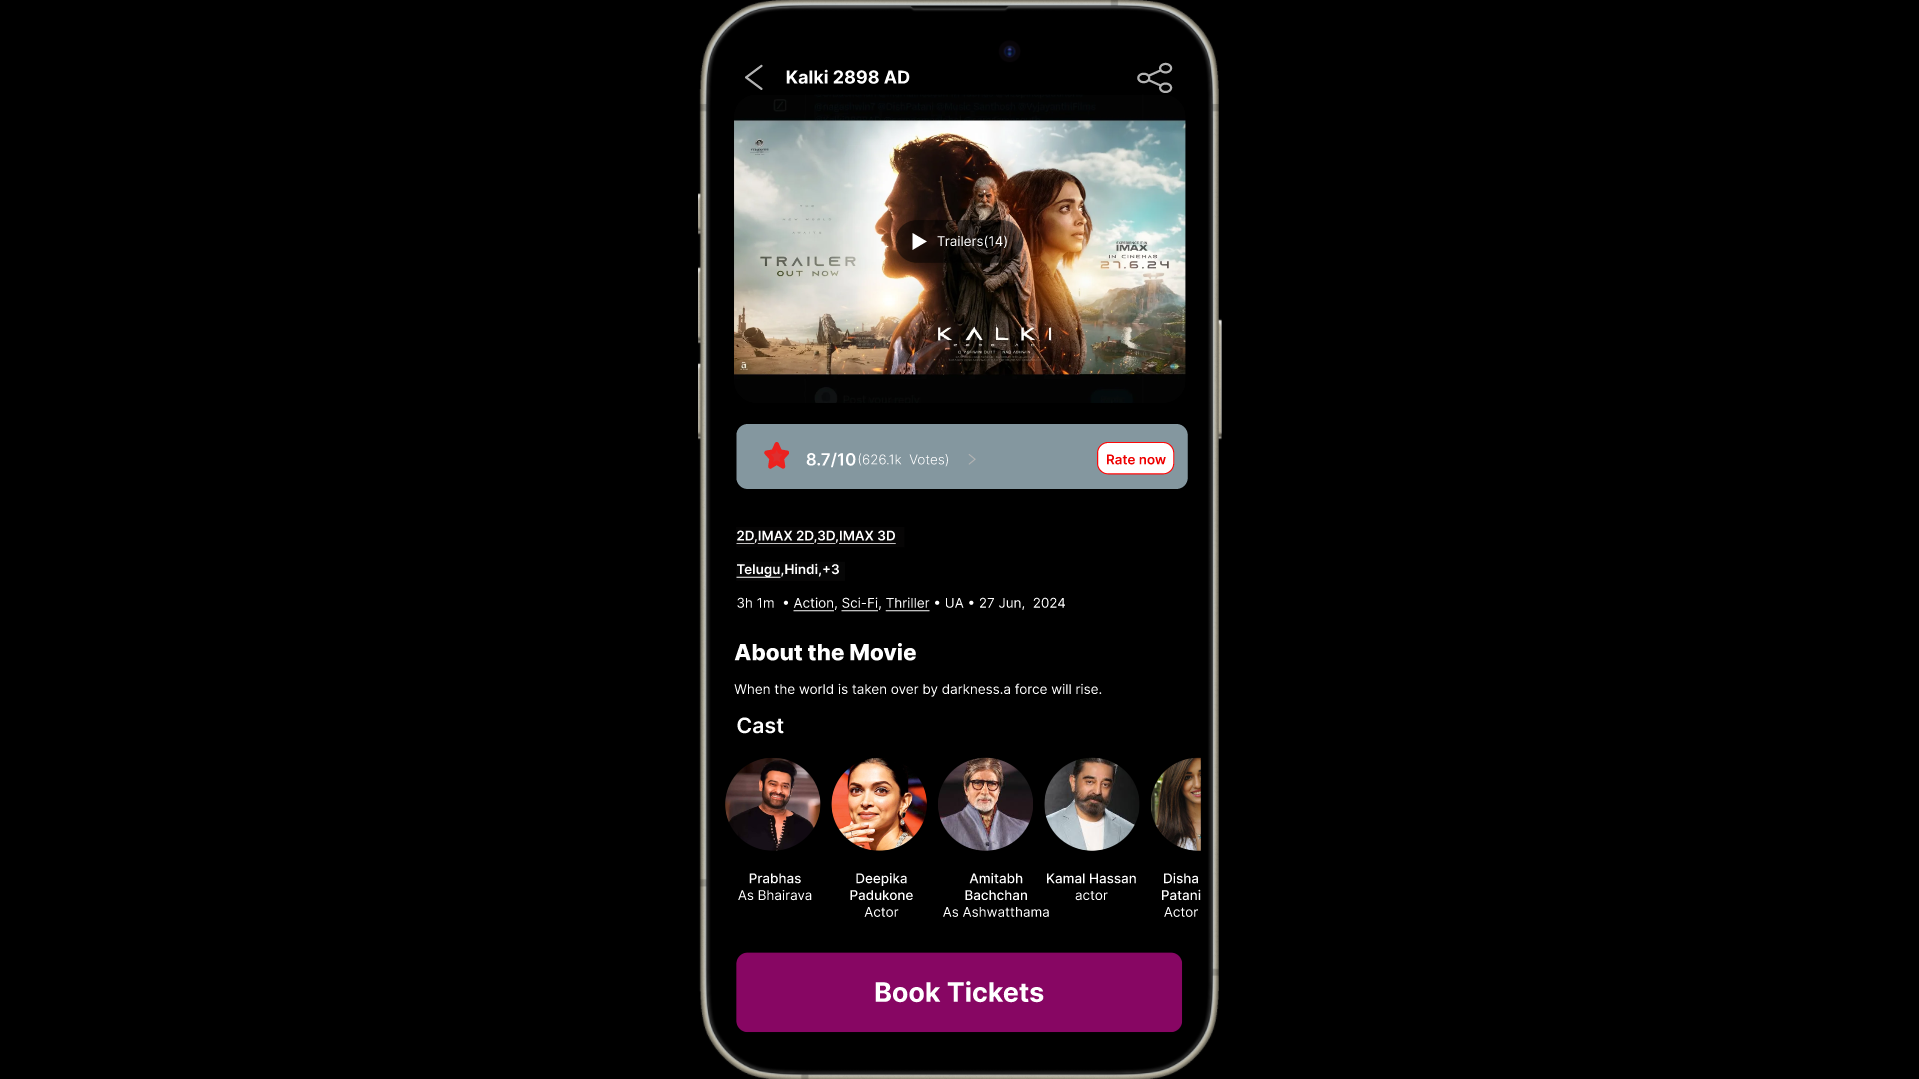 Kalki 2898 AD
TRAILER
OUT NOW
Trailers(14)
IMAX
IN CINEMAS
27.6.24
KALKI
8.7/10(626.1k Votes)
Rate now
2D,IMAX 2D,3D,IMAX 3D
Telugu,Hindi,+3
3h 1m • Action, Sci-Fi, Thriller • UA • 27 Jun, 2024
About the Movie
When the world is taken over by darkness.a force will rise.
Cast
Prabhas
As Bhairava
Deepika
Padukone
Actor
Amitabh
Bachchan
As Ashwatthama
Kamal Hassan
actor
Disha
Patani
Actor
Book Tickets